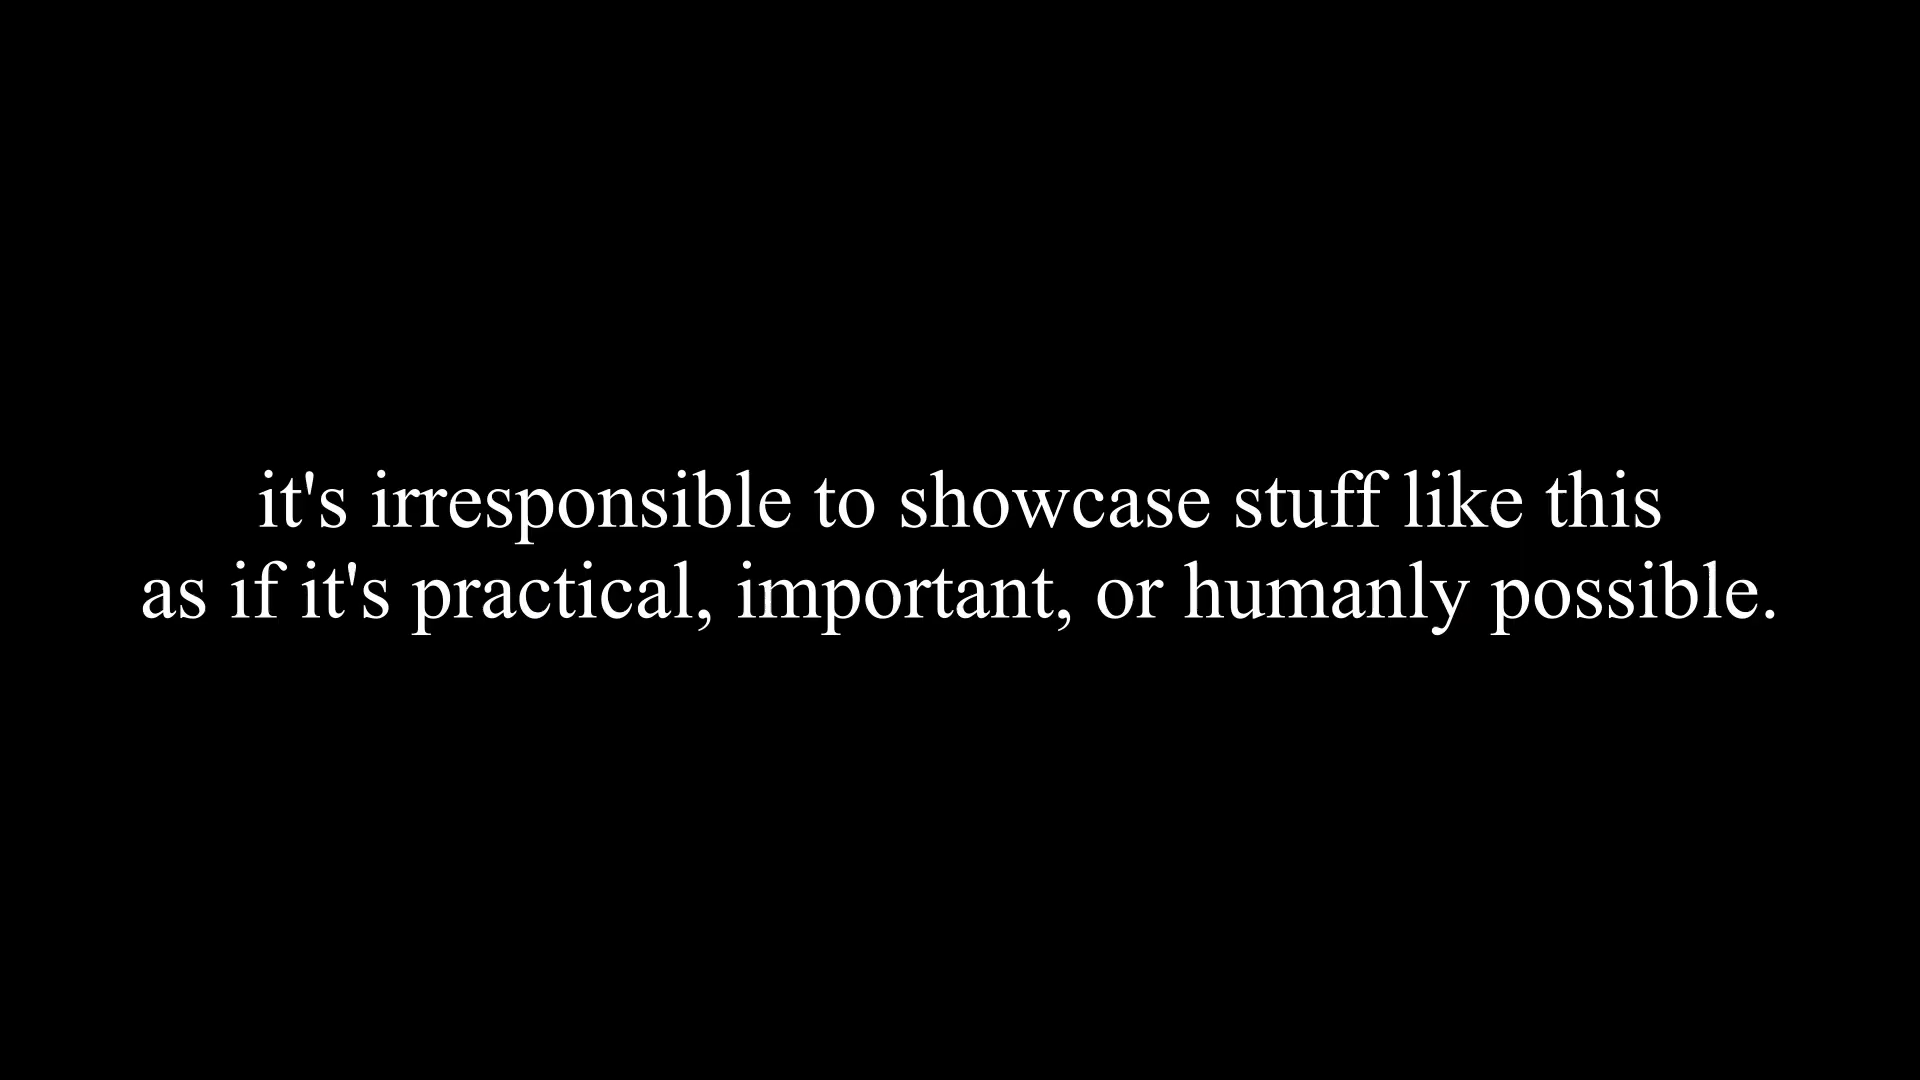 it's irresponsible to showcase stuff like this
as if it's practical, important, or humanly possible.